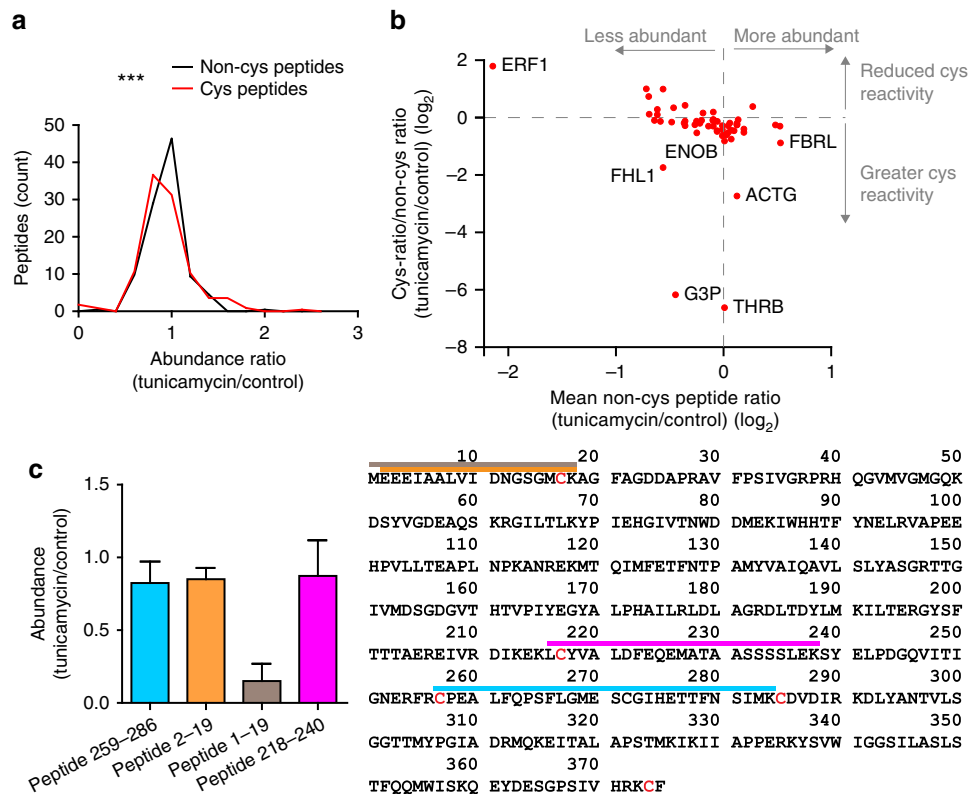 a
*** Non-cys peptides
Cys peptides
Peptides (count)
50
40
30
20
10
0
0 1 2 3
Abundance ratio
(tunicamycin/control)
b
Less abundant More abundant
Cys-ratio/non-cys ratio
(tunicamycin/control) (log2)
2
0
−2
−4
−6
−8
ERF1
ENOB
FBRL
FHL1
ACTG
G3P
THRB
Reduced cys
reactivity
Greater cys
reactivity
−2 −1 0 1
Mean non-cys peptide ratio
(tunicamycin/control) (log2)
c
Abundance
(tunicamycin/control)
1.5
1.0
0.5
0.0
Peptide 259–286
Peptide 2–19
Peptide 1–19
Peptide 218–240
10 20 30 40 50
MEEEIAALVI DNGSGMCKAG FAGDDAPRAV FPSIVGRPRH QGVMVGMGQK
60 70 80 90 100
DSYVGDEAQS KRGILTLKYP IEHGIVTNWD DMEKIWHHTF YNELRVAPEE
110 120 130 140 150
HPVLLTEAPL NPKANREKMT QIMFETFNTP AMYVAIQAVL SLYASGRTTG
160 170 180 190 200
IVMDSGDGVT HTVPIYEGYA LPHAILRLDL AGRDLTDYLM KILTERGYSF
210 220 230 240 250
TTTAEREIVR DIKEKLCYVA LDFEQEMATA ASSSSLEKSY ELPDGQVITI
260 270 280 290 300
GNERFRCPEA LFQPSFLGME SCGIHETTFN SIMKCDVDIR KDLYANTVLS
310 320 330 340 350
GGTTMYPGIA DRMQKEITAL APSTMKIKII APPERKYSVW IGGSILASLS
360 370
TFQQMWISKQ EYDESGPSIV HRKCF